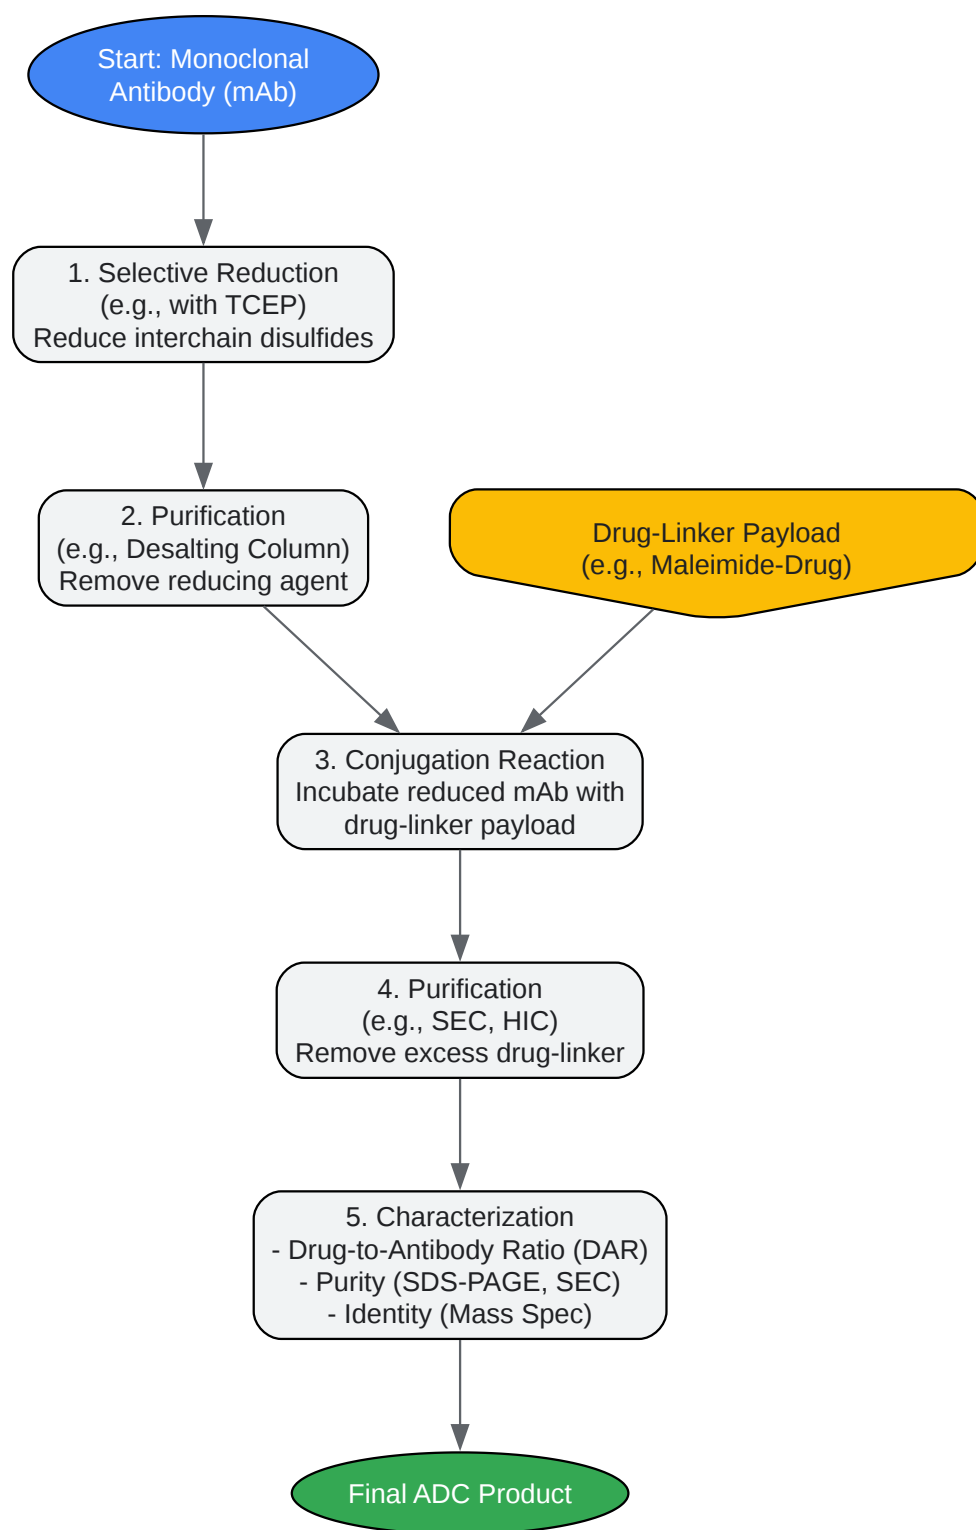 Start: Monoclonal
Antibody (mAb)
1. Selective Reduction
(e.g., with TCEP)
Reduce interchain disulfides
2. Purification
(e.g., Desalting Column)
Remove reducing agent
Drug-Linker Payload
(e.g., Maleimide-Drug)
3. Conjugation Reaction
Incubate reduced mAb with
drug-linker payload
4. Purification
(e.g., SEC, HIC)
Remove excess drug-linker
5. Characterization
- Drug-to-Antibody Ratio (DAR)
- Purity (SDS-PAGE, SEC)
- Identity (Mass Spec)
Final ADC Product